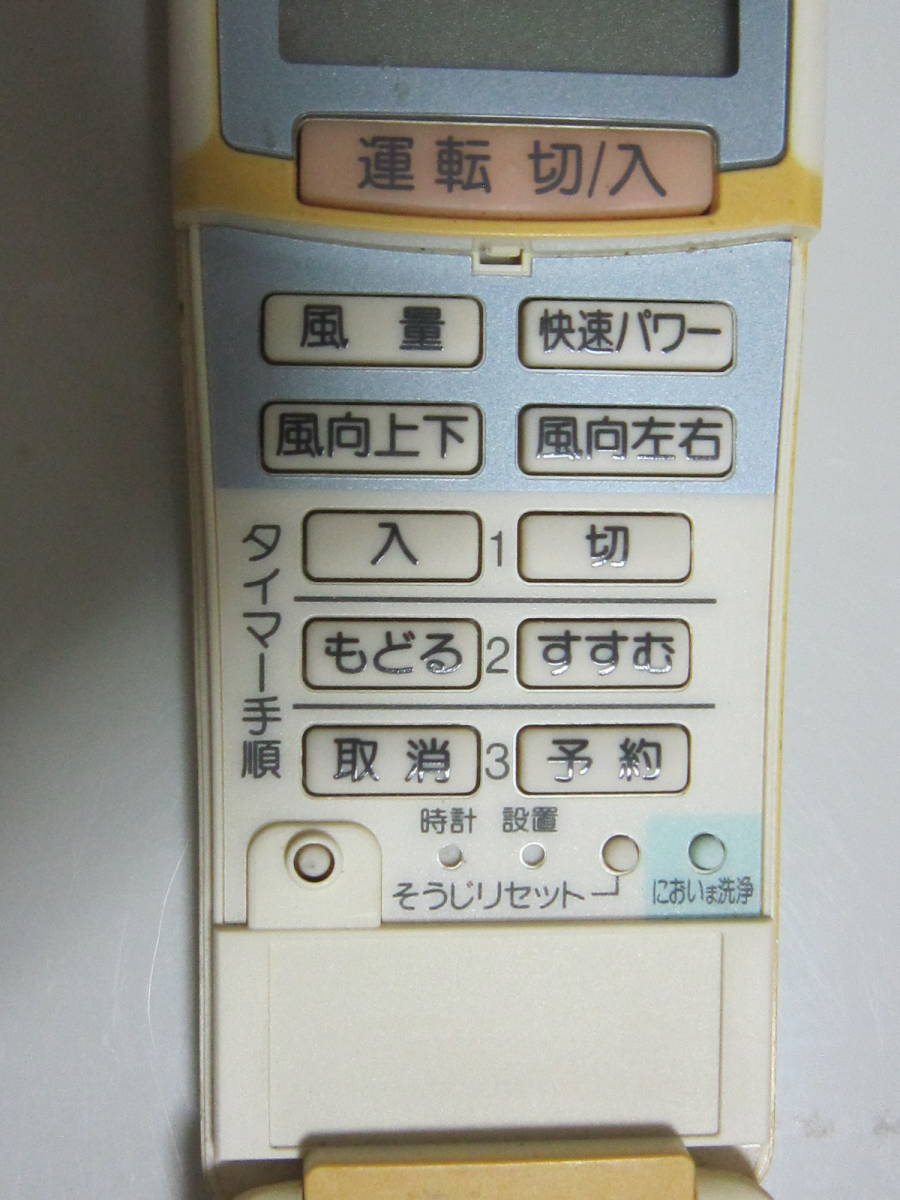 運転 切/入
風量 快速パワー
風向上下 風向左右
タイマー手順
入 1 切
もどる 2 すすむ
取消 3 予約
時計 設置
そうじリセット においま洗浄